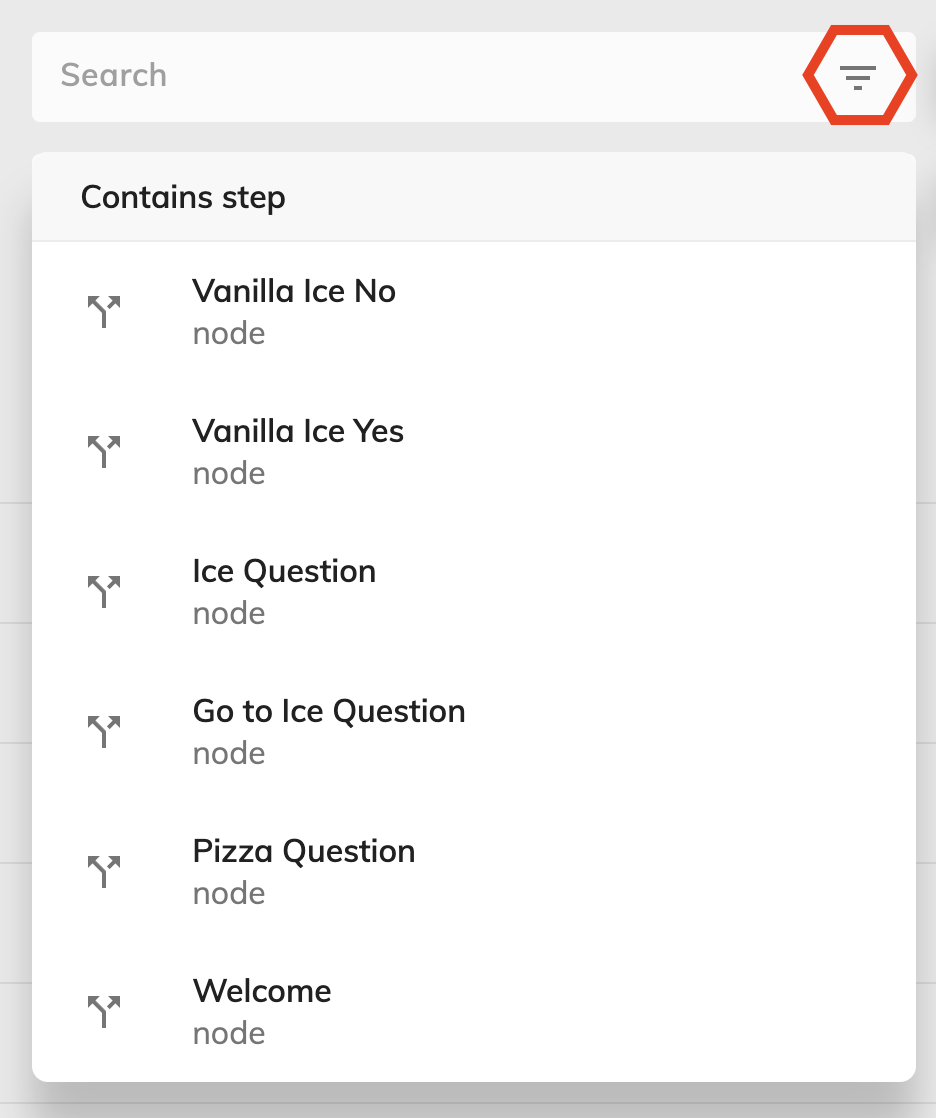 Search
Contains step
Vanilla Ice No
node
Vanilla Ice Yes
node
Ice Question
node
Go to Ice Question
node
Pizza Question
node
Welcome
node